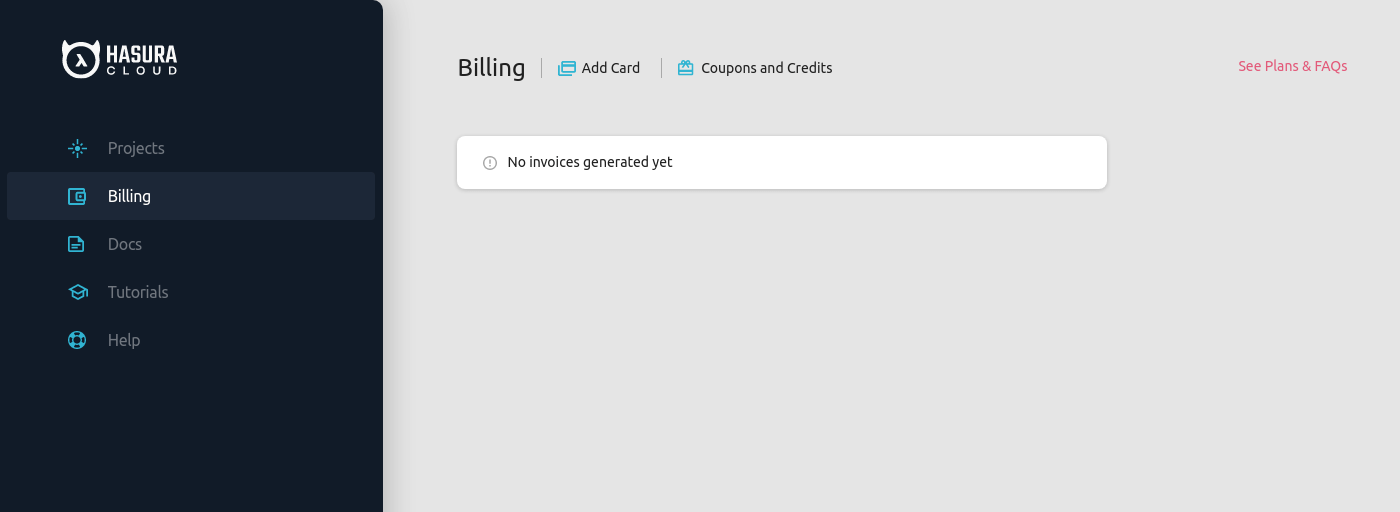 HASURA
CLOUD
Projects
Billing
Docs
Tutorials
Help
Billing
Add Card
Coupons and Credits
See Plans & FAQs
No invoices generated yet